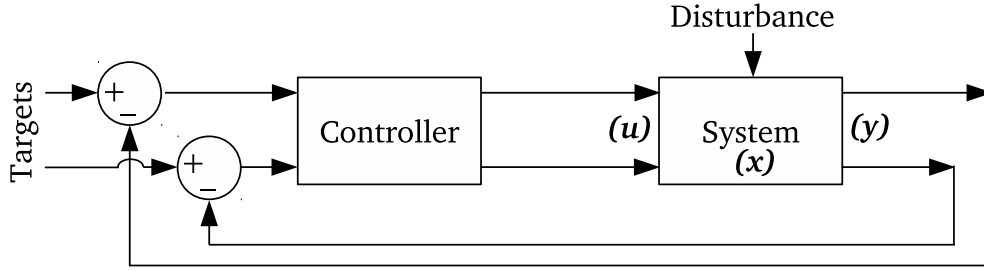 Disturbance
Targets
+
−
+
−
Controller
(u)
System
(x)
(y)